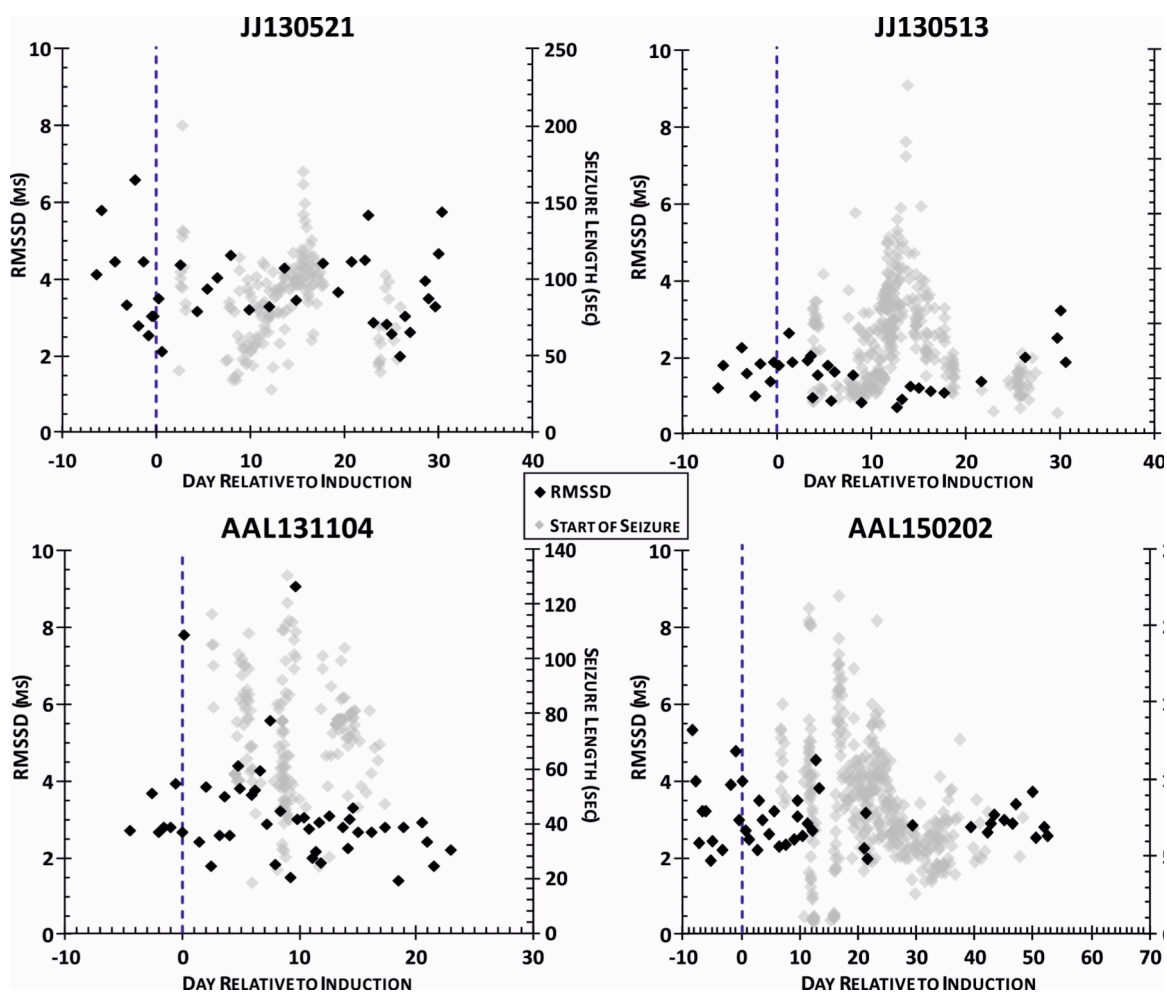 JJ130521
JJ130513
10
8
6
4
2
0
RMSSD (MS)
250
200
150
100
50
0
SEIZURE LENGTH (SEC)
-10 0 10 20 30 40
DAY RELATIVE TO INDUCTION
10
8
6
4
2
0
RMSSD (MS)
-10 0 10 20 30
DAY RELATIVE TO INDUCTION
RMSSD
START OF SEIZURE
AAL131104
AAL150202
10
8
6
4
2
0
RMSSD (MS)
140
120
100
80
60
40
20
0
SEIZURE LENGTH (SEC)
-10 0 10 20 30
DAY RELATIVE TO INDUCTION
10
8
6
4
2
0
RMSSD (MS)
-10 0 10 20 30 40 50 60 70
DAY RELATIVE TO INDUCTION